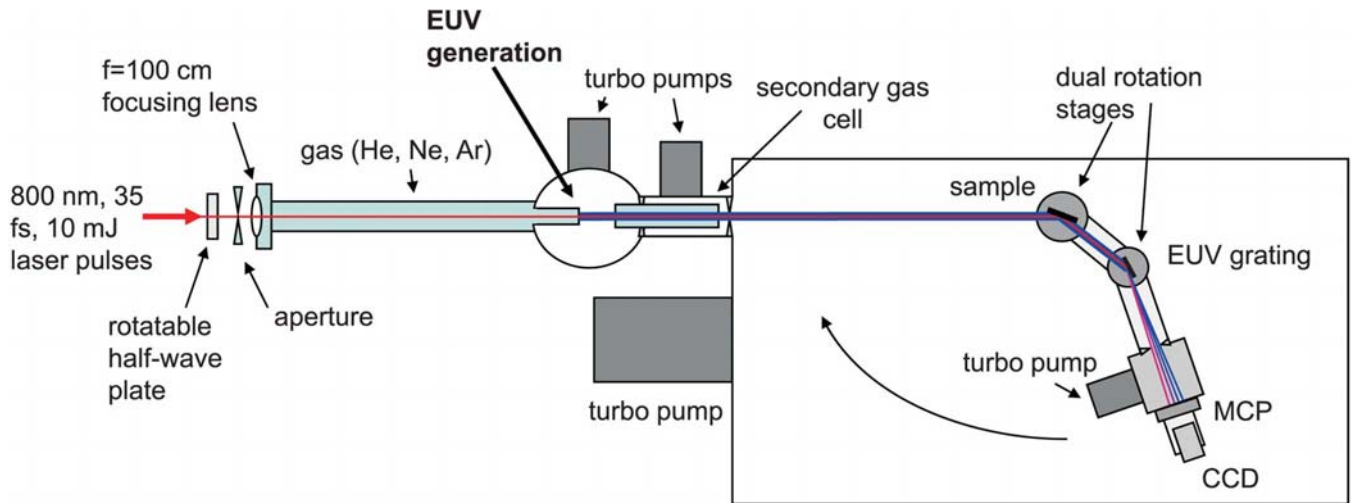 EUV
generation
f=100 cm
focusing lens
turbo pumps
secondary gas
cell
dual rotation
stages
gas (He, Ne, Ar)
sample
800 nm, 35
fs, 10 mJ
laser pulses
EUV grating
aperture
rotatable
half-wave
plate
turbo pump
turbo pump
MCP
CCD